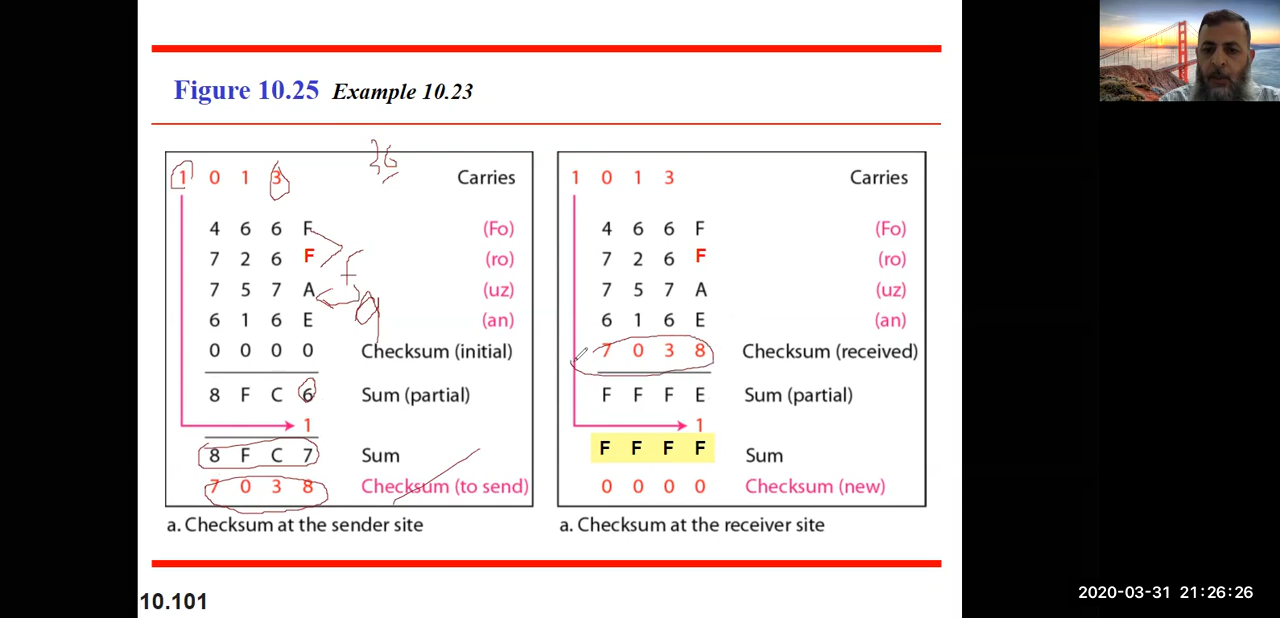 Figure 10.25 Example 10.23
36
1 0 1 3 Carries
4 6 6 F (Fo)
7 2 6 F (ro)
7 5 7 A (uz)
6 1 6 E (an)
0 0 0 0 Checksum (initial)
8 F C 6 Sum (partial)
1
8 F C 7 Sum
7 0 3 8 Checksum (to send)
a. Checksum at the sender site
1 0 1 3 Carries
4 6 6 F (Fo)
7 2 6 F (ro)
7 5 7 A (uz)
6 1 6 E (an)
7 0 3 8 Checksum (received)
F F F E Sum (partial)
1
F F F F Sum
0 0 0 0 Checksum (new)
a. Checksum at the receiver site
10.101
2020-03-31 21:26:26